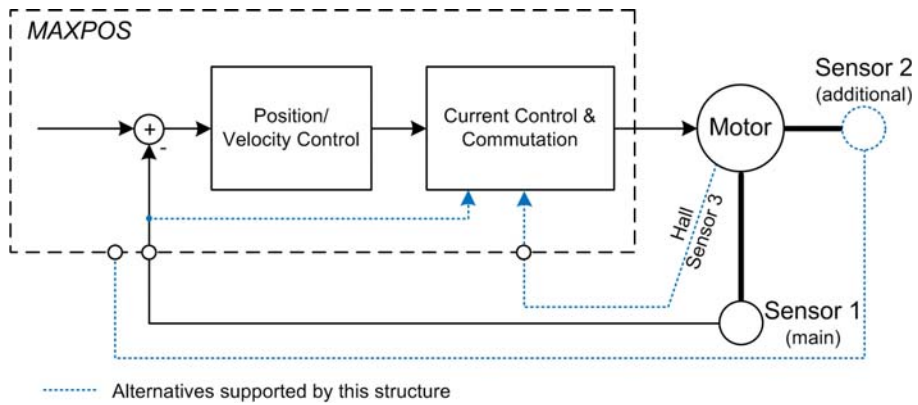 MAXPOS
Position/
Velocity Control
Current Control &
Commutation
Motor
Sensor 2
(additional)
+
-
Hall
Sensor 3
Sensor 1
(main)
Alternatives supported by this structure